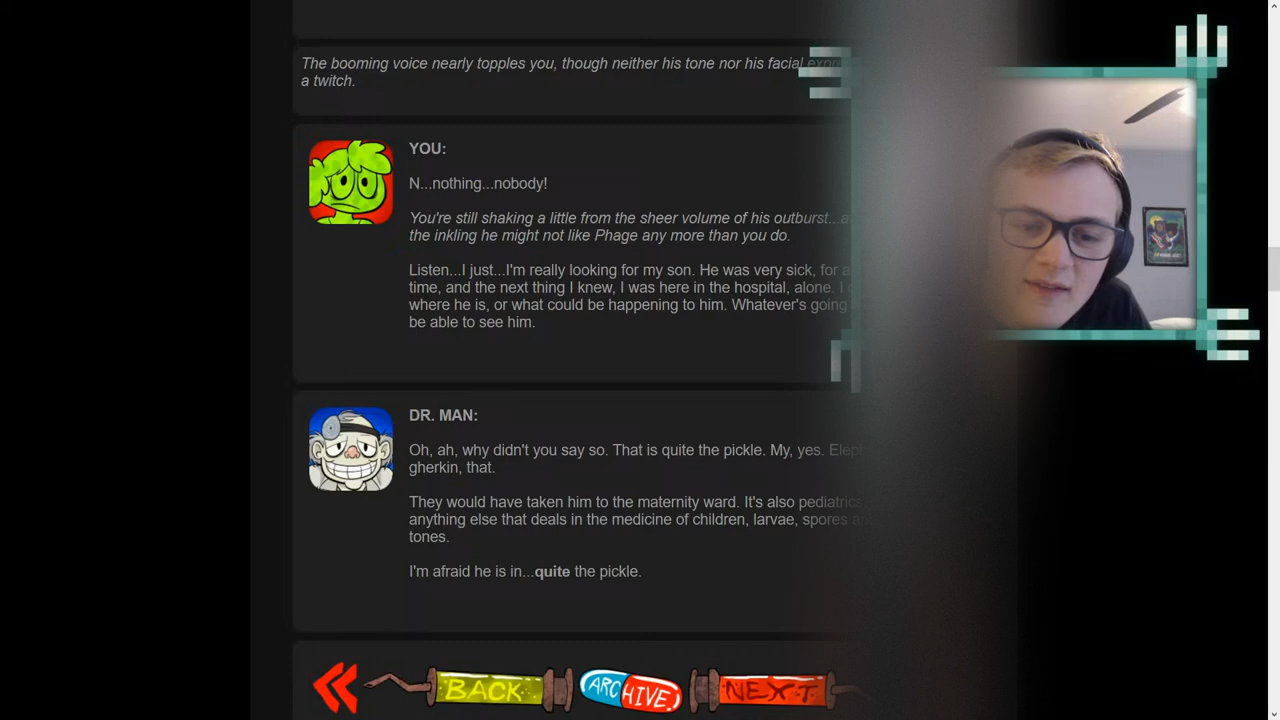 The booming voice nearly topples you, though neither his tone nor his facial
a twitch.
YOU:
N...nothing...nobody!
You're still shaking a little from the sheer volume of his outburst...
the inkling he might not like Phage any more than you do.
Listen...I just...I'm really looking for my son. He was very sick, for
time, and the next thing I knew, I was here in the hospital, alone. I
where he is, or what could be happening to him. Whatever's going
be able to see him.
DR. MAN:
Oh, ah, why didn't you say so. That is quite the pickle. My, yes.
gherkin, that.
They would have taken him to the maternity ward. It's also pediatrics
anything else that deals in the medicine of children, larvae, spores
tones.
I'm afraid he is in...quite the pickle.
BACK
ARCHIVE
NEXT